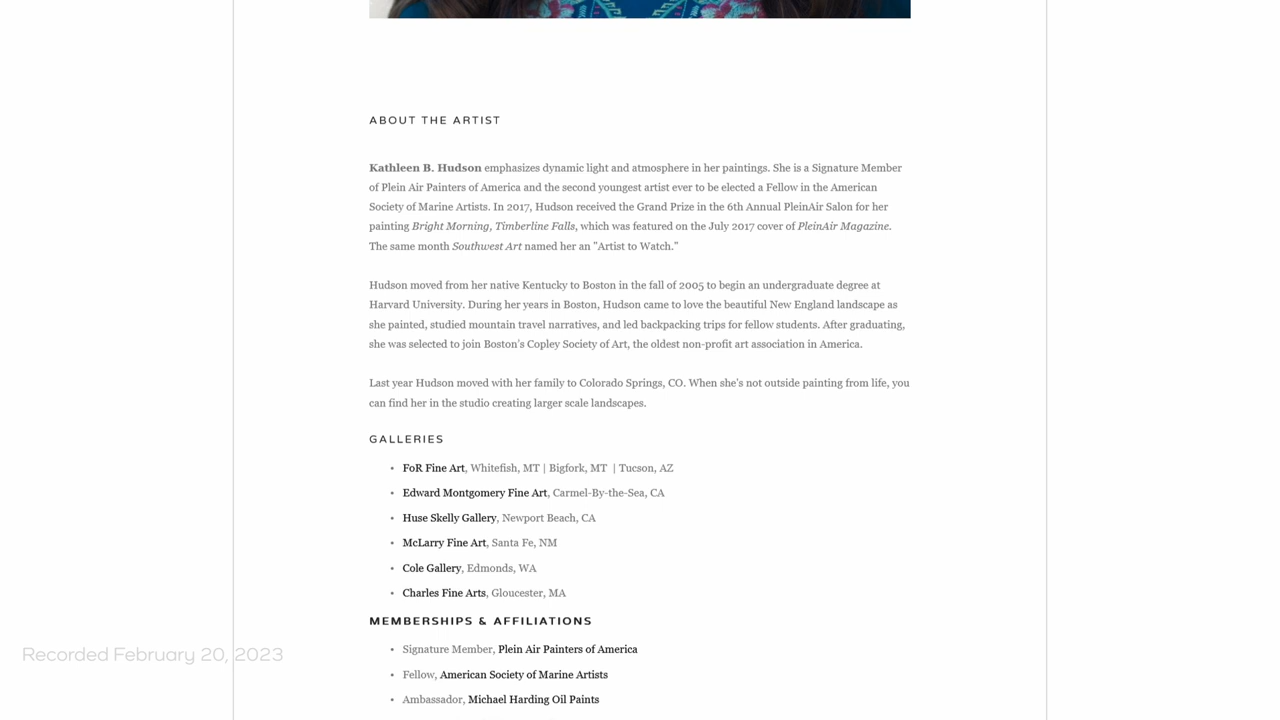 ABOUT THE ARTIST
Kathleen B. Hudson emphasizes dynamic light and atmosphere in her paintings. She is a Signature Member
of Plein Air Painters of America and the second youngest artist ever to be elected a Fellow in the American
Society of Marine Artists. In 2017, Hudson received the Grand Prize in the 6th Annual PleinAir Salon for her
painting Bright Morning, Timberline Falls, which was featured on the July 2017 cover of PleinAir Magazine.
The same month Southwest Art named her an "Artist to Watch."
Hudson moved from her native Kentucky to Boston in the fall of 2005 to begin an undergraduate degree at
Harvard University. During her years in Boston, Hudson came to love the beautiful New England landscape as
she painted, studied mountain travel narratives, and led backpacking trips for fellow students. After graduating,
she was selected to join Boston's Copley Society of Art, the oldest non-profit art association in America.
Last year Hudson moved with her family to Colorado Springs, CO. When she's not outside painting from life, you
can find her in the studio creating larger scale landscapes.
GALLERIES
• FoR Fine Art, Whitefish, MT | Bigfork, MT | Tucson, AZ
• Edward Montgomery Fine Art, Carmel-By-the-Sea, CA
• Huse Skelly Gallery, Newport Beach, CA
• McLarry Fine Art, Santa Fe, NM
• Cole Gallery, Edmonds, WA
• Charles Fine Arts, Gloucester, MA
MEMBERSHIPS & AFFILIATIONS
• Signature Member, Plein Air Painters of America
Recorded February 20, 2023
• Fellow, American Society of Marine Artists
• Ambassador, Michael Harding Oil Paints